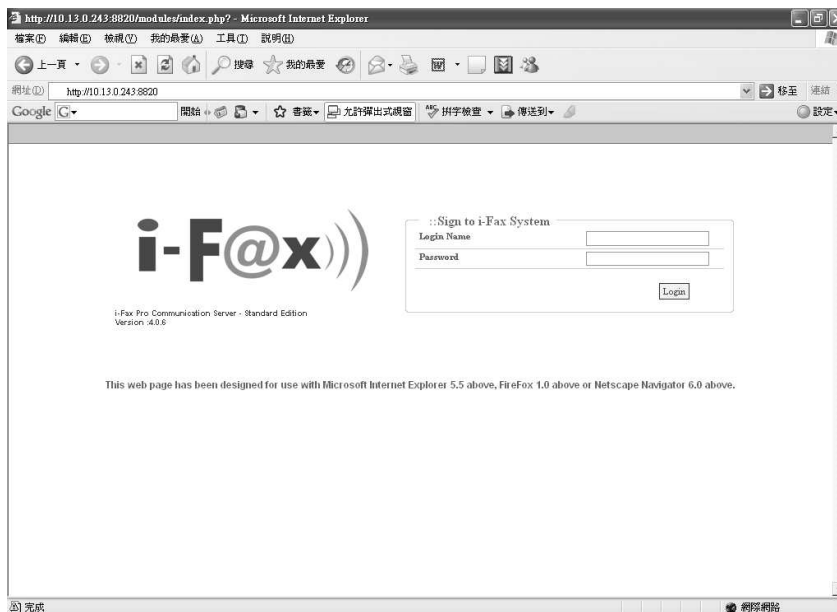 http://10.13.0.243:8820/modules/index.php? - Microsoft Internet Explorer
檔案(F) 編輯(E) 檢視(V) 我的最愛(A) 工具(T) 說明(H)
上一頁 搜尋 我的最愛
網址(D) http://10.13.0.243:8820 移至 連結
Google G 開始 書籤 允許彈出式視窗 ABC 拼字檢查 傳送到 設定
i-F@x
::Sign to i-Fax System
Login Name
Password
Login
i-Fax Pro Communication Server - Standard Edition
Version :4.0.6
This web page has been designed for use with Microsoft Internet Explorer 5.5 above, FireFox 1.0 above or Netscape Navigator 6.0 above.
完成 網際網路